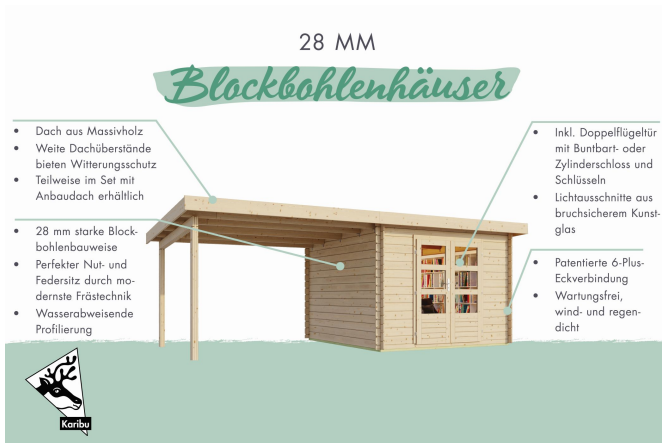 28 MM
Blockbohlenhäuser
• Dach aus Massivholz
• Weite Dachüberstände
bieten Witterungsschutz
• Teilweise im Set mit
Anbaudach erhältlich
• 28 mm starke Block-
bohlenbauweise
• Perfekter Nut- und
Federsitz durch mo-
dernste Frästechnik
• Wasserabweisende
Profilierung
• Inkl. Doppelflügeltür
mit Buntbart- oder
Zylinderschloss und
Schlüsseln
• Lichtausschnitte aus
bruchsicherem Kunst-
glas
• Patentierte 6-Plus-
Eckverbindung
• Wartungsfrei,
wind- und regen-
dicht
Karibu